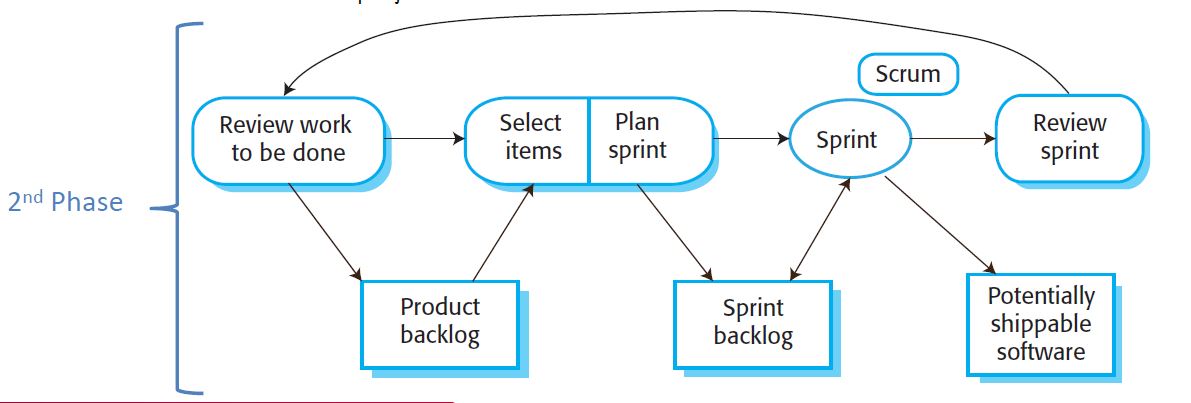 Scrum
Review work
to be done
Select
items
Plan
sprint
Sprint
Review
sprint
2nd Phase
Product
backlog
Sprint
backlog
Potentially
shippable
software